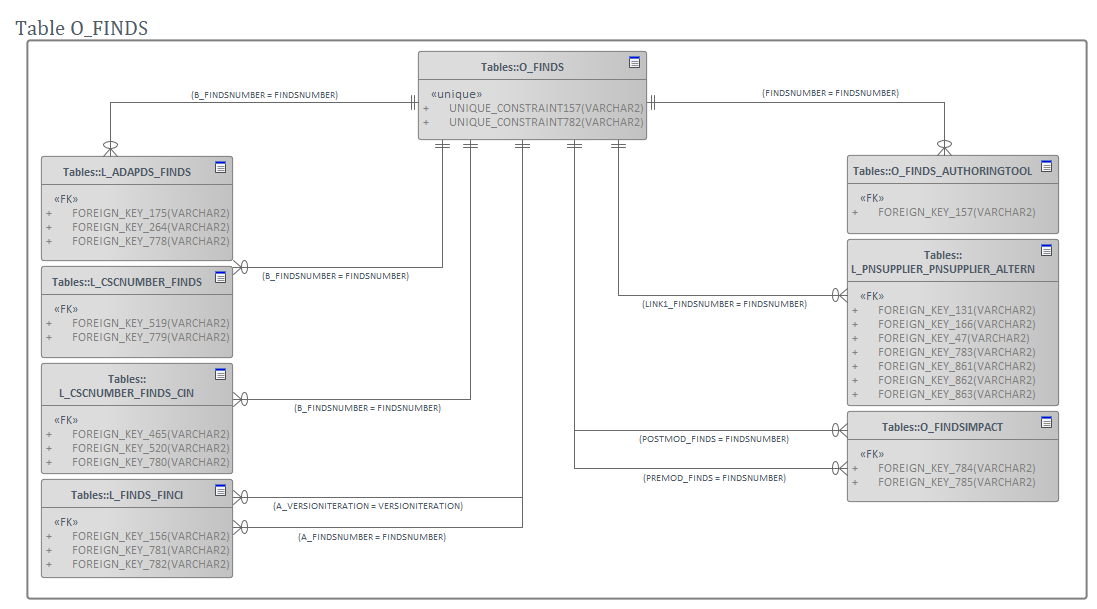 Table O_FINDS
Tables::O_FINDS
«unique»
+ UNIQUE_CONSTRAINT157(VARCHAR2)
+ UNIQUE_CONSTRAINT782(VARCHAR2)
(B_FINDSNUMBER = FINDSNUMBER)
(FINDSNUMBER = FINDSNUMBER)
Tables::L_ADAPDS_FINDS
«FK»
+ FOREIGN_KEY_175(VARCHAR2)
+ FOREIGN_KEY_264(VARCHAR2)
+ FOREIGN_KEY_778(VARCHAR2)
(B_FINDSNUMBER = FINDSNUMBER)
Tables::L_CSCNUMBER_FINDS
«FK»
+ FOREIGN_KEY_519(VARCHAR2)
+ FOREIGN_KEY_779(VARCHAR2)
Tables::
L_CSCNUMBER_FINDS_CIN
«FK»
+ FOREIGN_KEY_465(VARCHAR2)
+ FOREIGN_KEY_520(VARCHAR2)
+ FOREIGN_KEY_780(VARCHAR2)
(B_FINDSNUMBER = FINDSNUMBER)
Tables::L_FINDS_FINCI
«FK»
+ FOREIGN_KEY_156(VARCHAR2)
+ FOREIGN_KEY_781(VARCHAR2)
+ FOREIGN_KEY_782(VARCHAR2)
(A_VERSIONITERATION = VERSIONITERATION)
(A_FINDSNUMBER = FINDSNUMBER)
Tables::O_FINDS_AUTHORINGTOOL
«FK»
+ FOREIGN_KEY_157(VARCHAR2)
Tables::
L_PNSUPPLIER_PNSUPPLIER_ALTERN
«FK»
+ FOREIGN_KEY_131(VARCHAR2)
+ FOREIGN_KEY_166(VARCHAR2)
+ FOREIGN_KEY_47(VARCHAR2)
+ FOREIGN_KEY_783(VARCHAR2)
+ FOREIGN_KEY_861(VARCHAR2)
+ FOREIGN_KEY_862(VARCHAR2)
+ FOREIGN_KEY_863(VARCHAR2)
(LINK1_FINDSNUMBER = FINDSNUMBER)
Tables::O_FINDSIMPACT
«FK»
+ FOREIGN_KEY_784(VARCHAR2)
+ FOREIGN_KEY_785(VARCHAR2)
(POSTMOD_FINDS = FINDSNUMBER)
(PREMOD_FINDS = FINDSNUMBER)